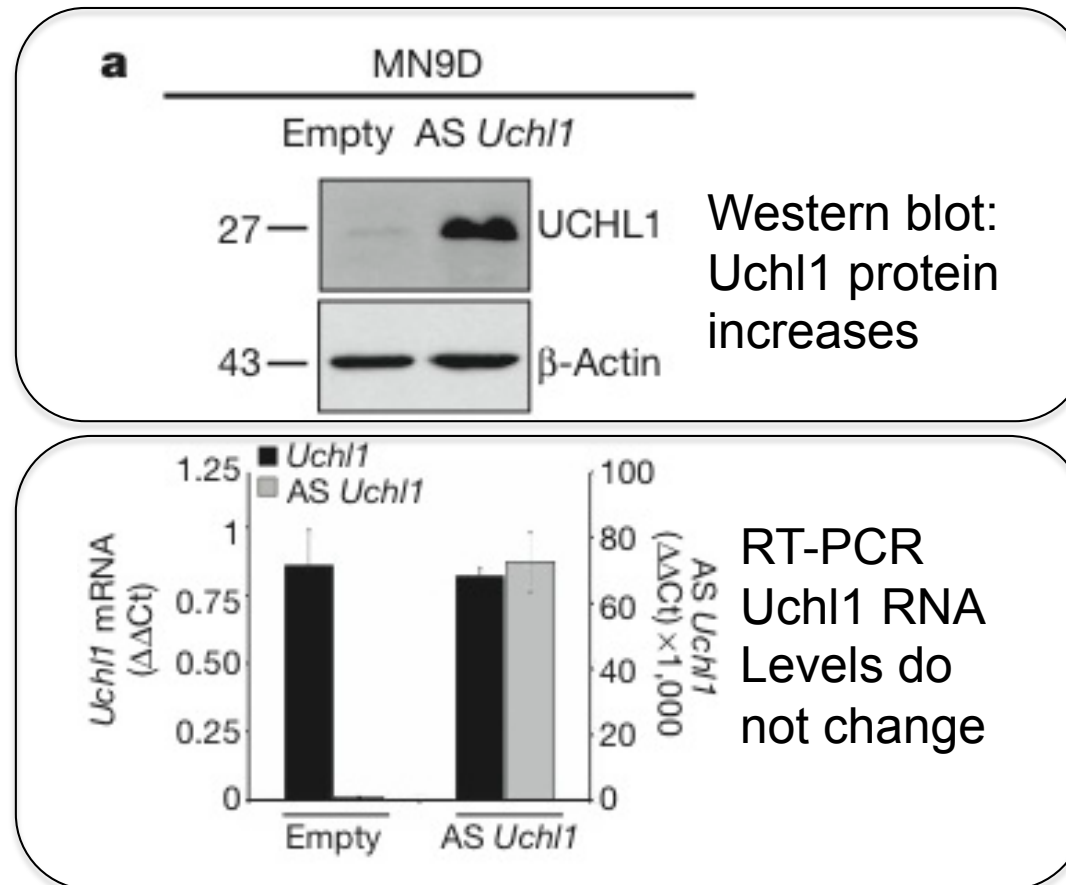 a
MN9D
Empty AS Uchl1
27
UCHL1
43
β-Actin
Western blot:
Uchl1 protein
increases
Uchl1
AS Uchl1
1.25
1
0.75
0.50
0.25
0
Uchl1 mRNA
(ΔΔCt)
100
80
60
40
20
0
AS Uchl1
(ΔΔCt) ×1,000
Empty
AS Uchl1
RT-PCR
Uchl1 RNA
Levels do
not change